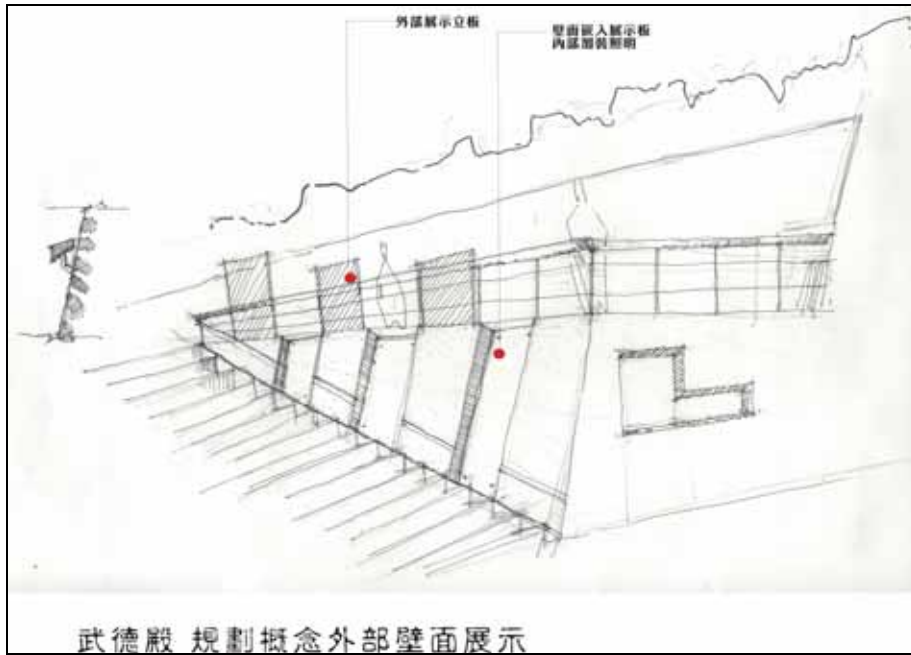 外部展示立板
壁面嵌入展示板
內部加裝照明
武德殿 規劃概念外部壁面展示